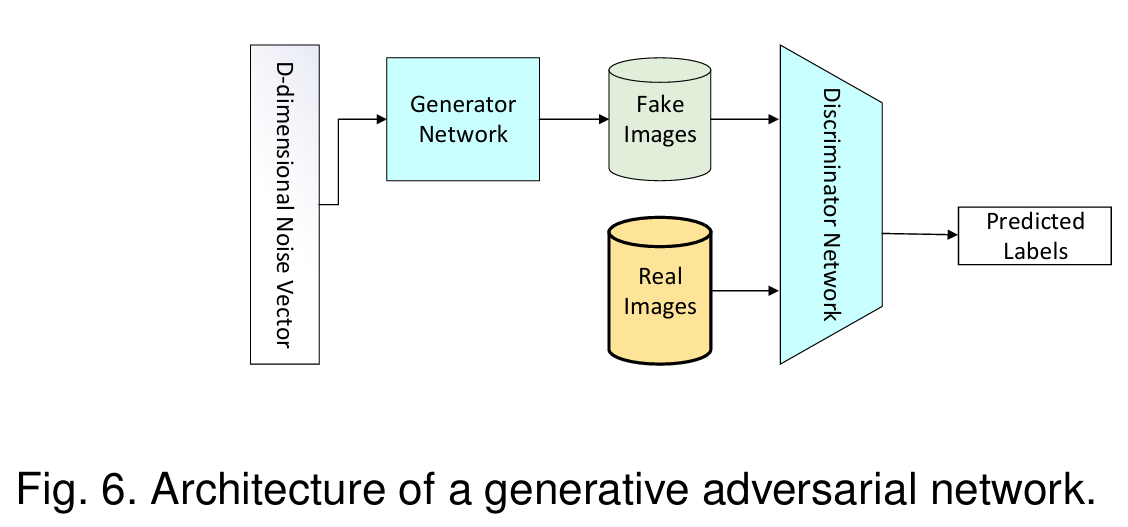 D-dimensional Noise Vector
Generator
Network
Fake
Images
Real
Images
Discriminator Network
Predicted
Labels
Fig. 6. Architecture of a generative adversarial network.